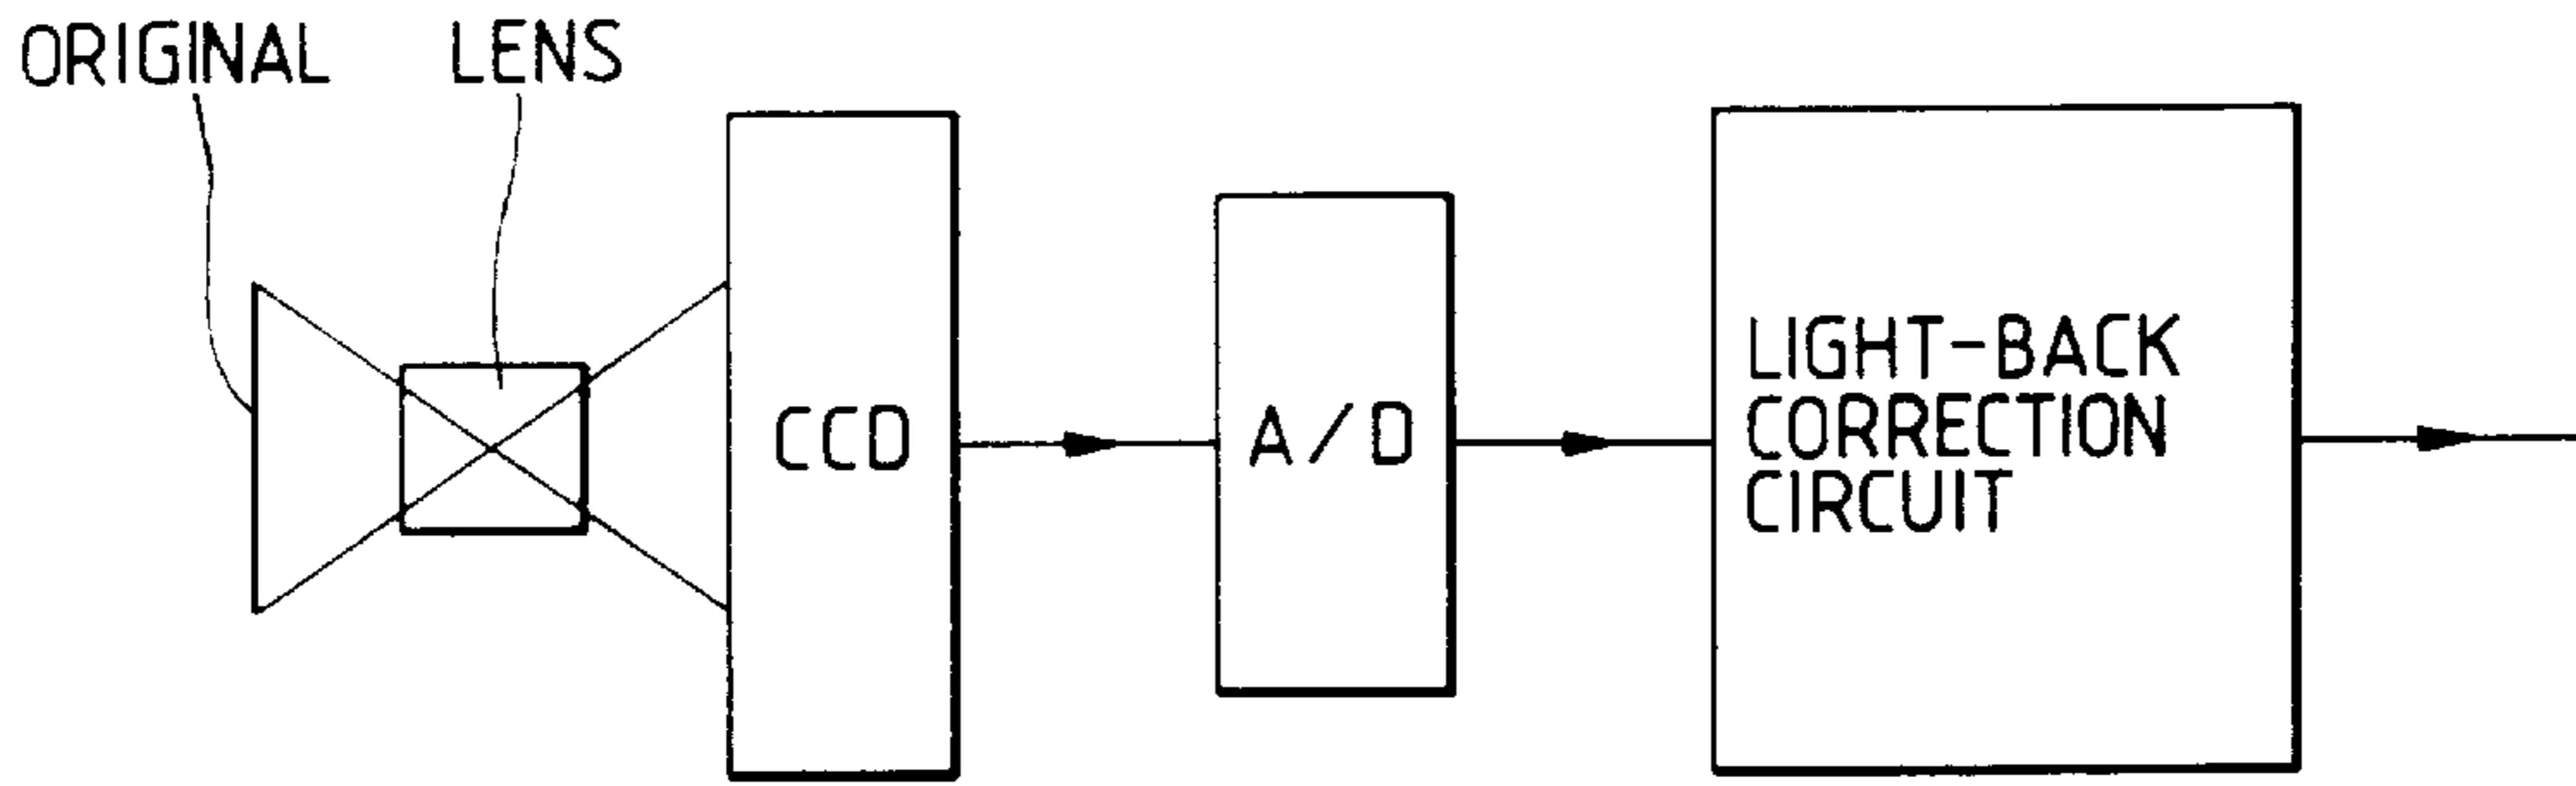 ORIGINAL
LENS
CCD
A/D
LIGHT-BACK
CORRECTION
CIRCUIT